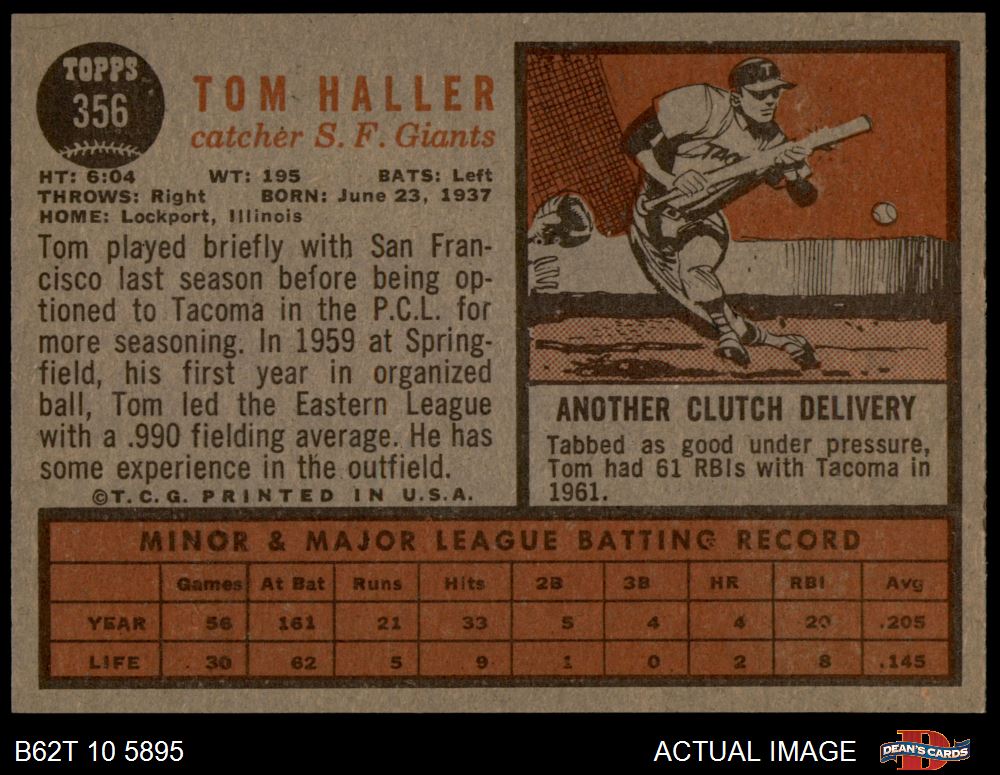 TOPPS
356
TOM HALLER
catcher S. F. Giants
HT: 6:04 WT: 195 BATS: Left
THROWS: Right BORN: June 23, 1937
HOME: Lockport, Illinois
Tom played briefly with San Fran-
cisco last season before being op-
tioned to Tacoma in the P.C.L. for
more seasoning. In 1959 at Spring-
field, his first year in organized
ball, Tom led the Eastern League
with a .990 fielding average. He has
some experience in the outfield.
©T.C.G. PRINTED IN U.S.A.
TAC
ANOTHER CLUTCH DELIVERY
Tabbed as good under pressure,
Tom had 61 RBIs with Tacoma in
1961.
MINOR & MAJOR LEAGUE BATTING RECORD
Games At Bat Runs Hits 2B 3B HR RBI Avg
YEAR 56 161 21 33 5 4 4 20 .205
LIFE 30 62 5 9 1 0 2 8 .145
B62T 10 5895
ACTUAL IMAGE
DEAN'S CARDS